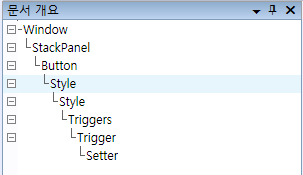 문서 개요
Window
StackPanel
Button
Style
Style
Triggers
Trigger
Setter